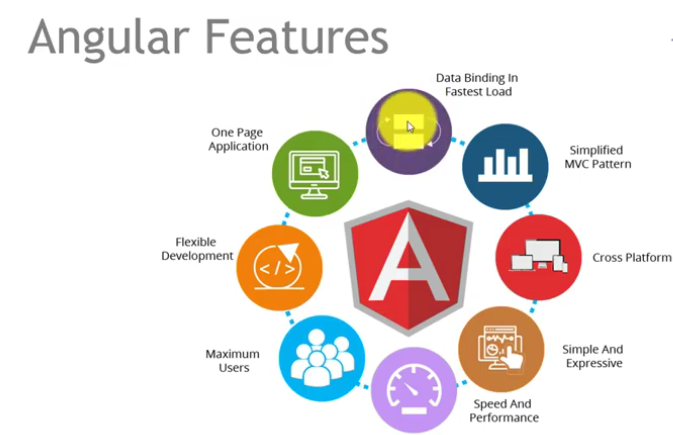 Angular Features
Data Binding In
Fastest Load
One Page
Application
Simplified
MVC Pattern
Flexible
Development
</>
A
Cross Platform
Maximum
Users
Simple And
Expressive
Speed And
Performance